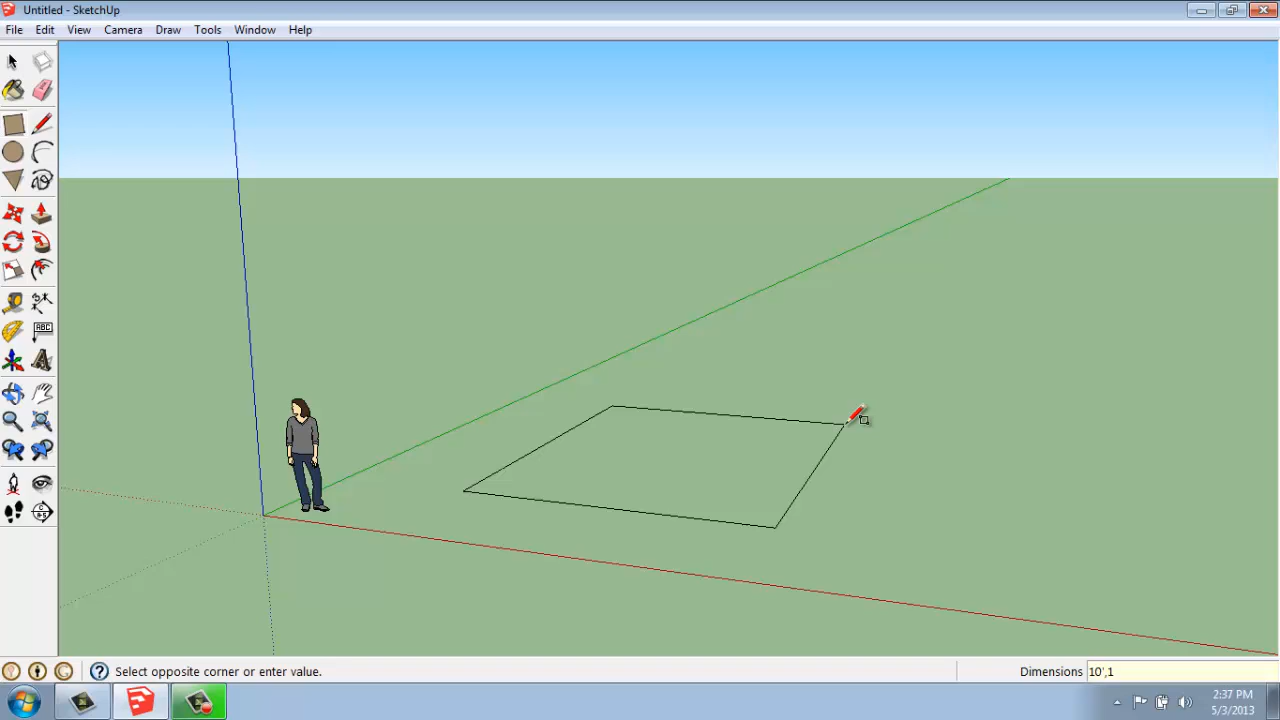 Untitled - SketchUp
File Edit View Camera Draw Tools Window Help
ABC
A
Select opposite corner or enter value.
Dimensions 10',1
2:37 PM
5/3/2013